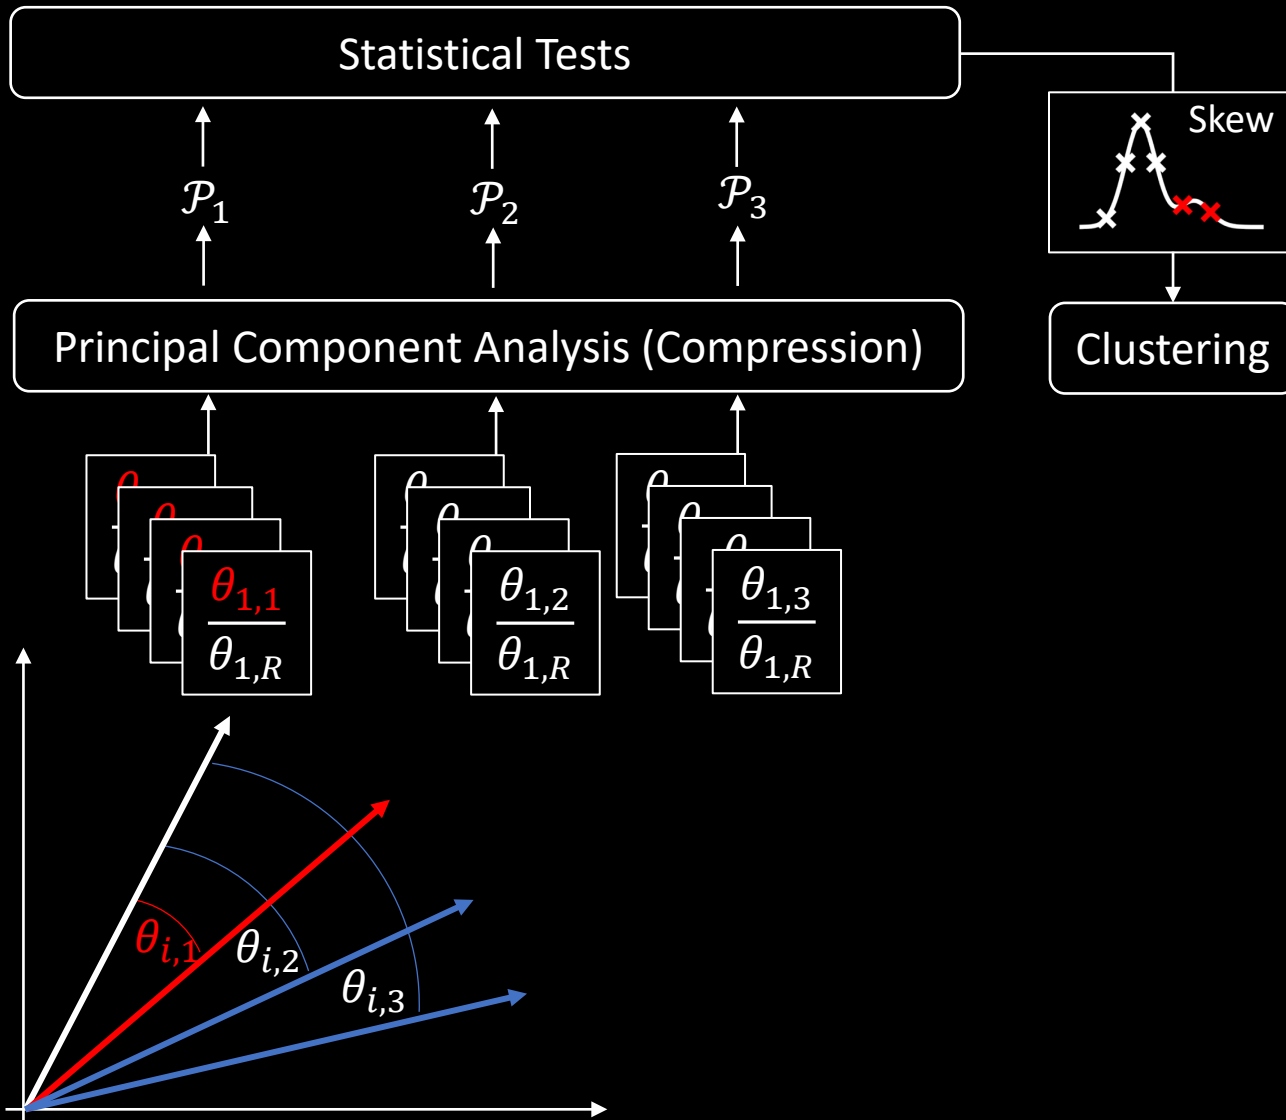 Statistical Tests
Skew
𝒫₁
𝒫₂
𝒫₃
Principal Component Analysis (Compression)
Clustering
θ
θ
θ
θ₁,₁
θ₁,R
θ
θ
θ
θ₁,₂
θ₁,R
θ
θ
θ
θ₁,₃
θ₁,R
θᵢ,₁
θᵢ,₂
θᵢ,₃